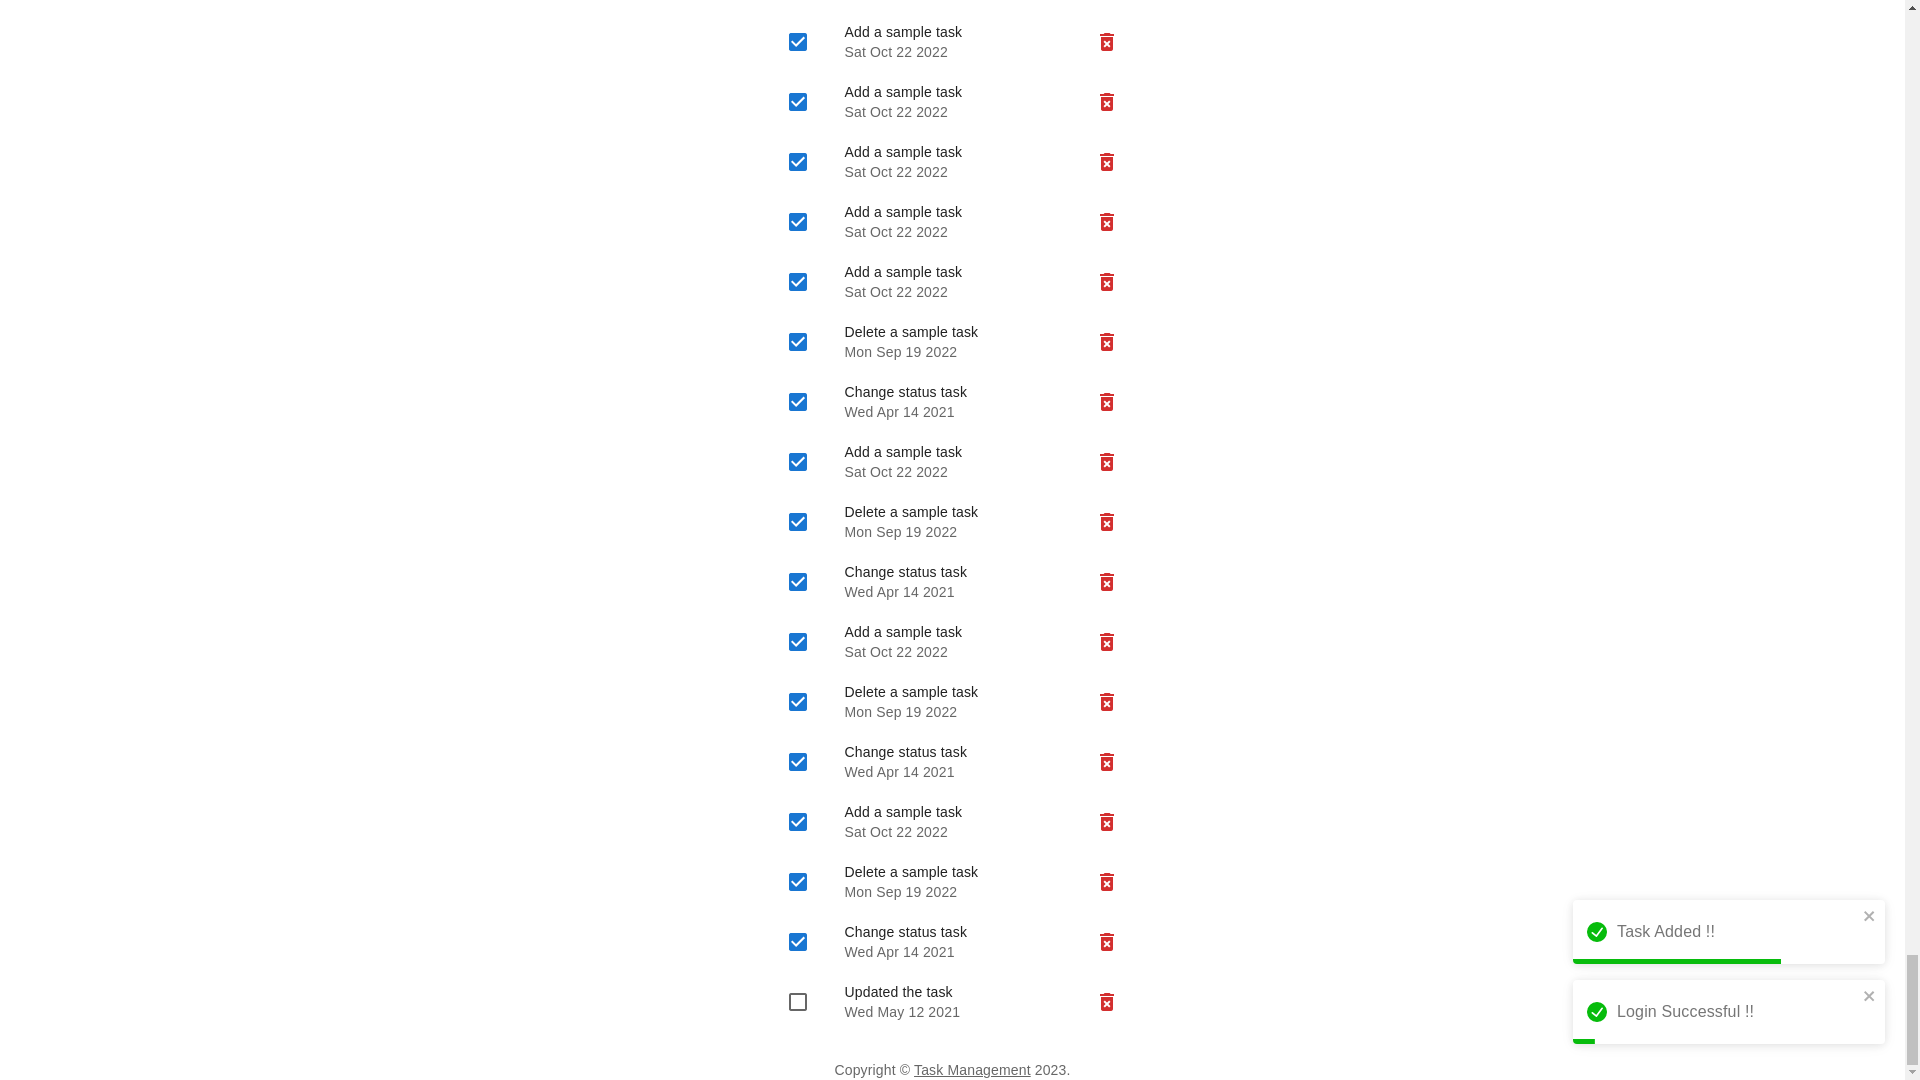 Add a sample task
Sat Oct 22 2022
Add a sample task
Sat Oct 22 2022
Add a sample task
Sat Oct 22 2022
Add a sample task
Sat Oct 22 2022
Add a sample task
Sat Oct 22 2022
Delete a sample task
Mon Sep 19 2022
Change status task
Wed Apr 14 2021
Add a sample task
Sat Oct 22 2022
Delete a sample task
Mon Sep 19 2022
Change status task
Wed Apr 14 2021
Add a sample task
Sat Oct 22 2022
Delete a sample task
Mon Sep 19 2022
Change status task
Wed Apr 14 2021
Add a sample task
Sat Oct 22 2022
Delete a sample task
Mon Sep 19 2022
Change status task
Wed Apr 14 2021
Updated the task
Wed May 12 2021
Copyright © Task Management 2023.
Task Added !!
Login Successful !!